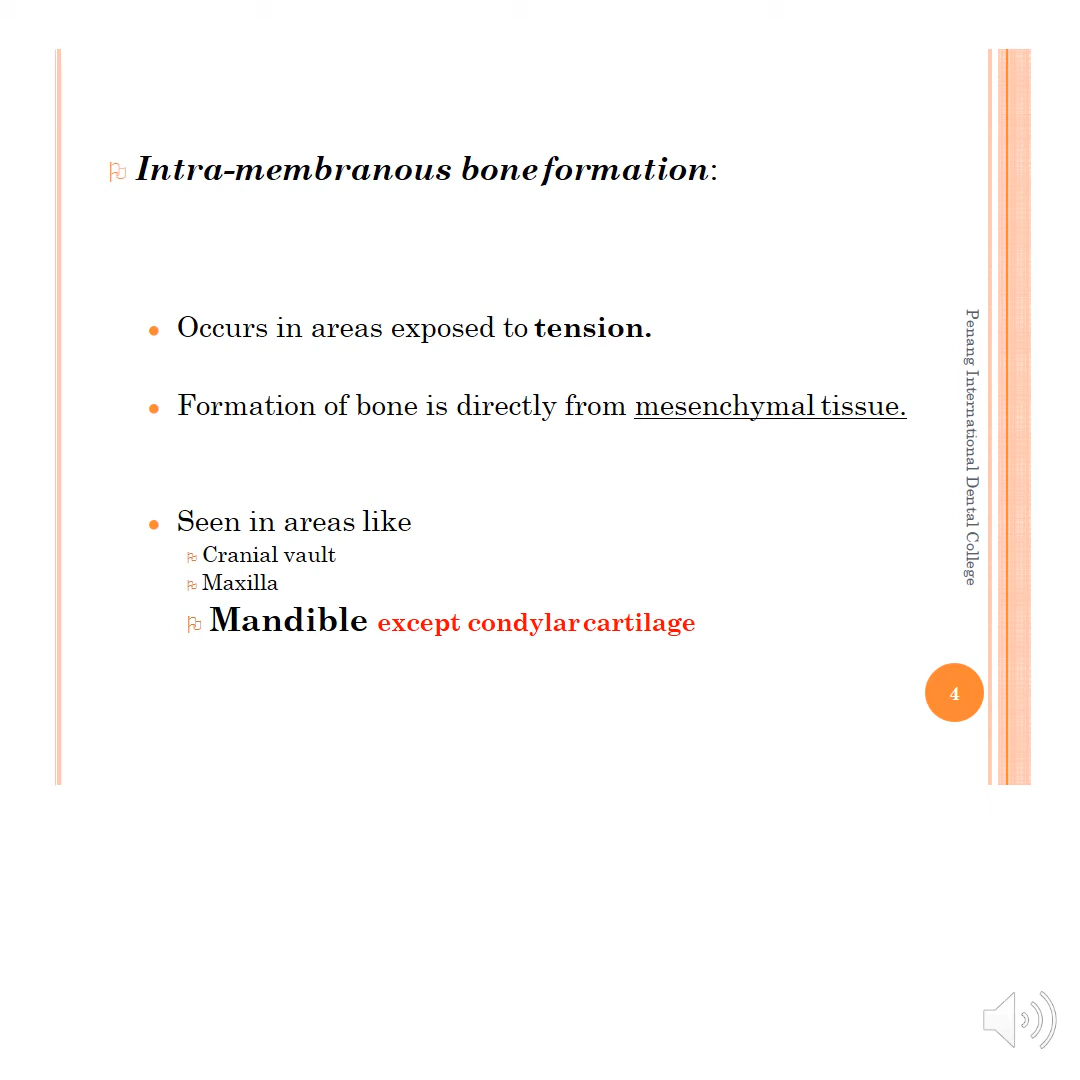 Intra-membranous bone formation:
Occurs in areas exposed to tension.
Formation of bone is directly from mesenchymal tissue.
Seen in areas like
Cranial vault
Maxilla
Mandible except condylar cartilage
Penang International Dental College
4